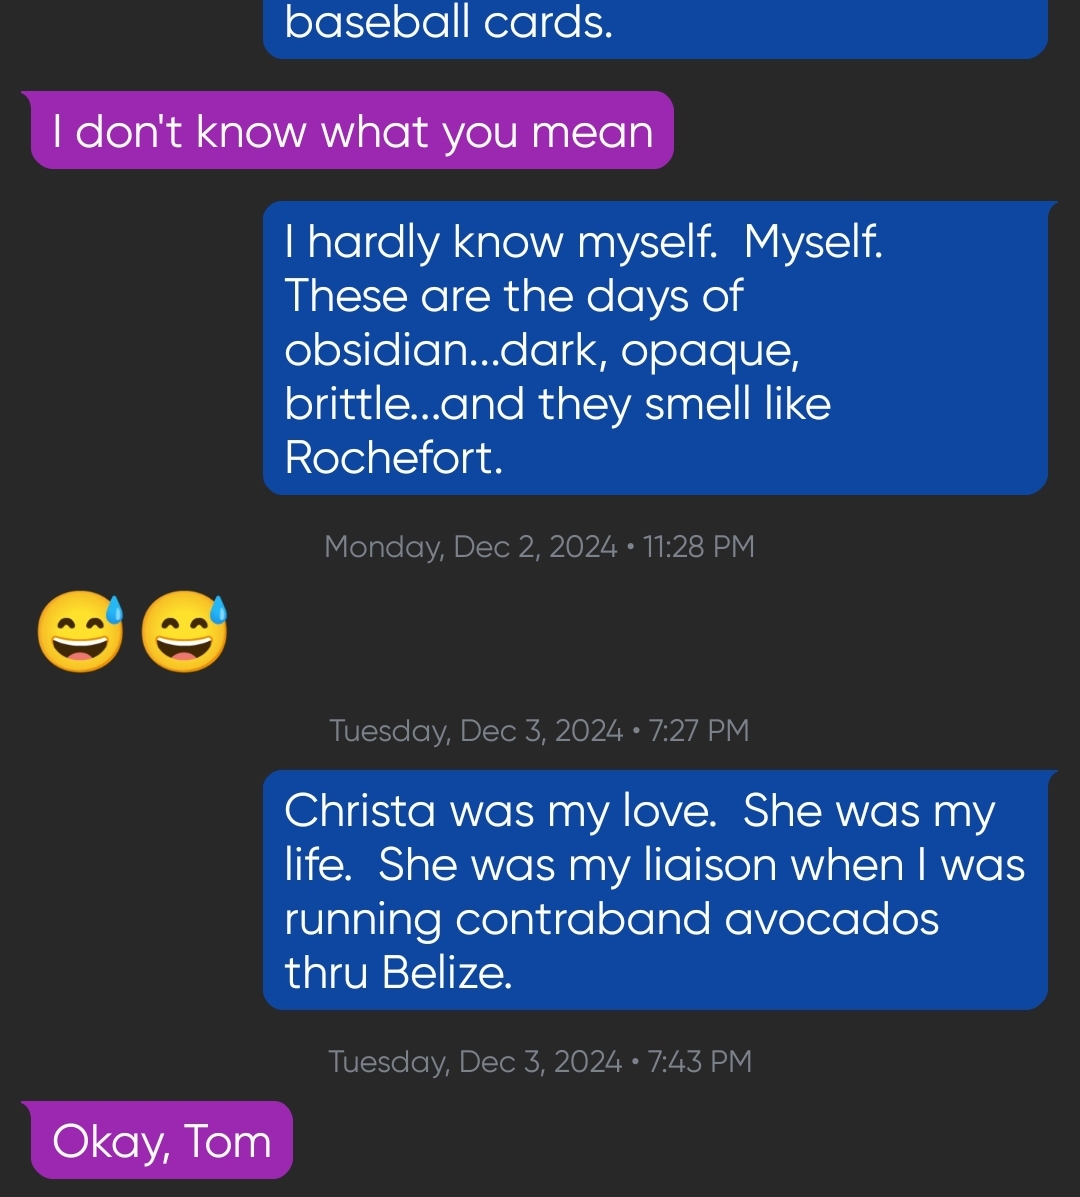 baseball cards.
I don't know what you mean
I hardly know myself.  Myself.
These are the days of
obsidian...dark, opaque,
brittle...and they smell like
Rochefort.
Monday, Dec 2, 2024 • 11:28 PM
😅😅
Tuesday, Dec 3, 2024 • 7:27 PM
Christa was my love.  She was my
life.  She was my liaison when I was
running contraband avocados
thru Belize.
Tuesday, Dec 3, 2024 • 7:43 PM
Okay, Tom